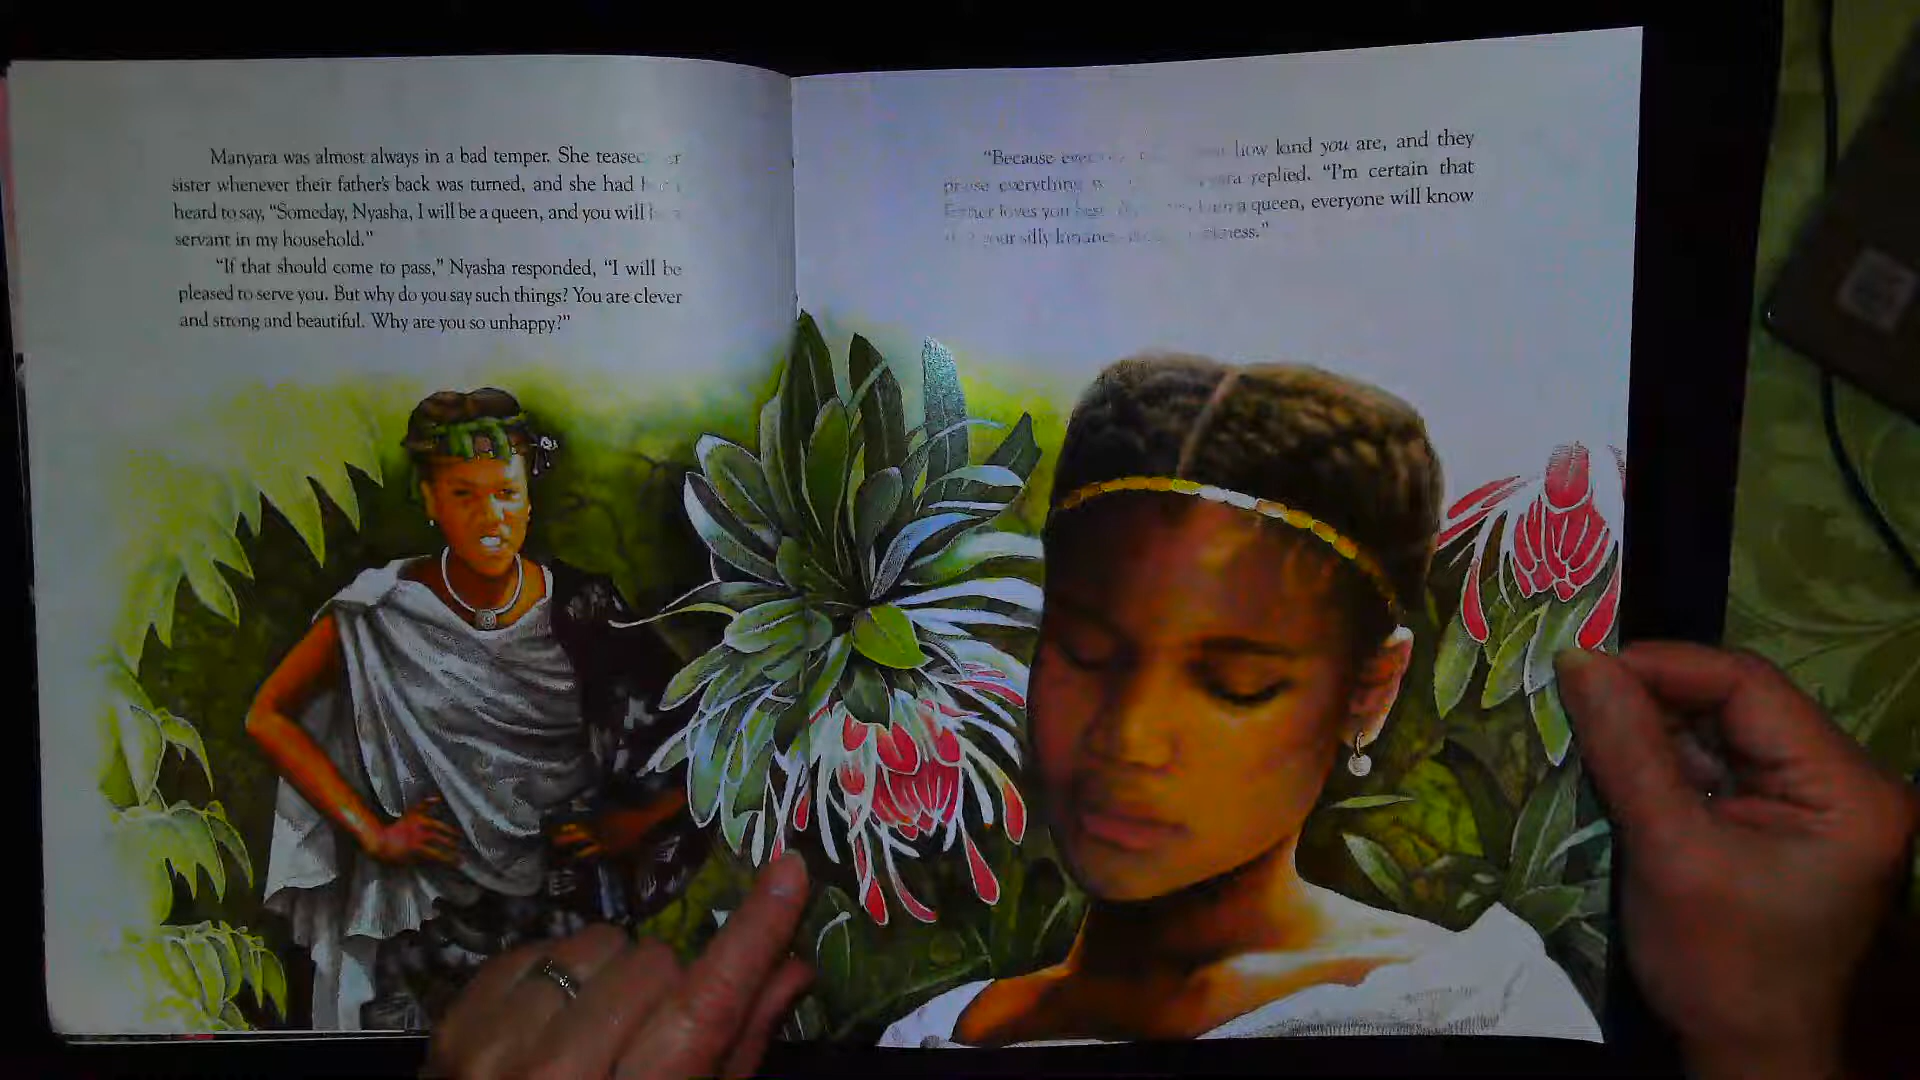 Manyara was almost always in a bad temper. She teased
sister whenever their father's back was turned, and she had
heard to say, "Someday, Nyasha, I will be a queen, and you will
servant in my household."
"If that should come to pass," Nyasha responded, "I will be
pleased to serve you. But why do you say such things? You are clever
and strong and beautiful. Why are you so unhappy?"
"Because how kind you are, and they
praise everything replied. "I'm certain that
Father loves you best. a queen, everyone will know
your silly kindness